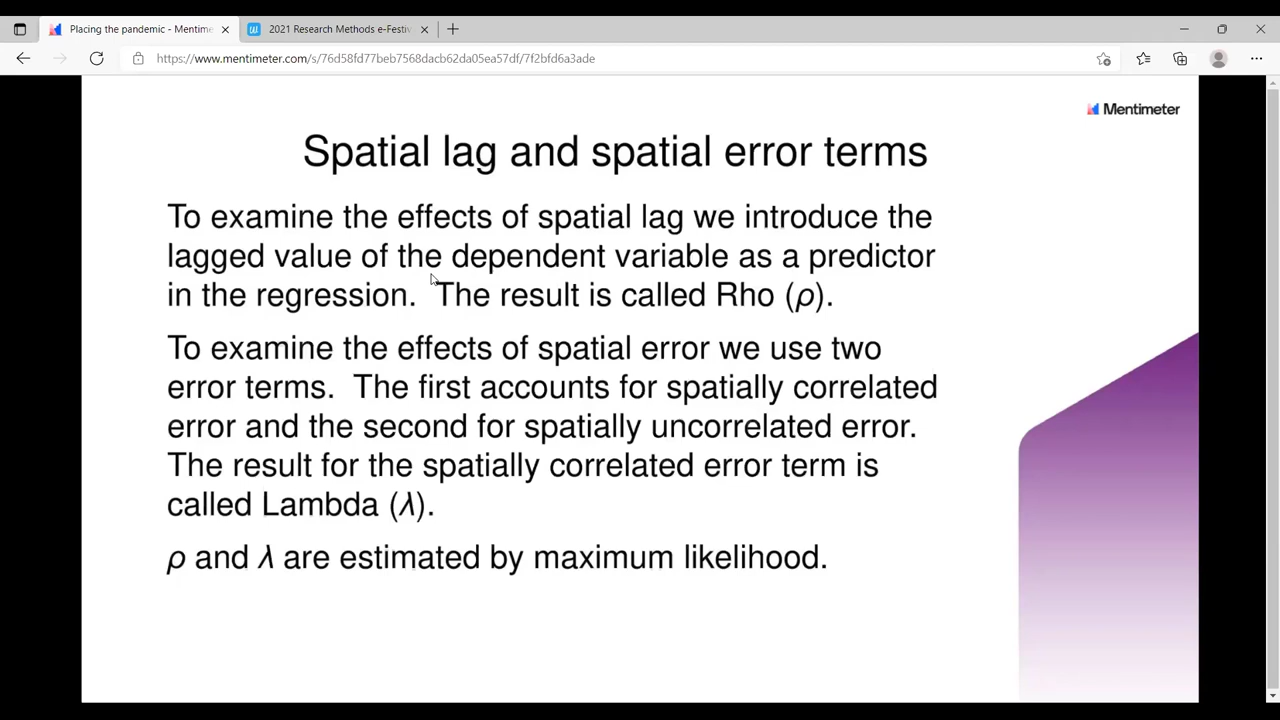 Placing the pandemic - Mentime
2021 Research Methods e-Festiv
https://www.mentimeter.com/s/76d58fd77beb7568dacb62da05ea57df/7f2bfd6a3ade
Mentimeter
Spatial lag and spatial error terms
To examine the effects of spatial lag we introduce the
lagged value of the dependent variable as a predictor
in the regression. The result is called Rho (ρ).
To examine the effects of spatial error we use two
error terms. The first accounts for spatially correlated
error and the second for spatially uncorrelated error.
The result for the spatially correlated error term is
called Lambda (λ).
ρ and λ are estimated by maximum likelihood.